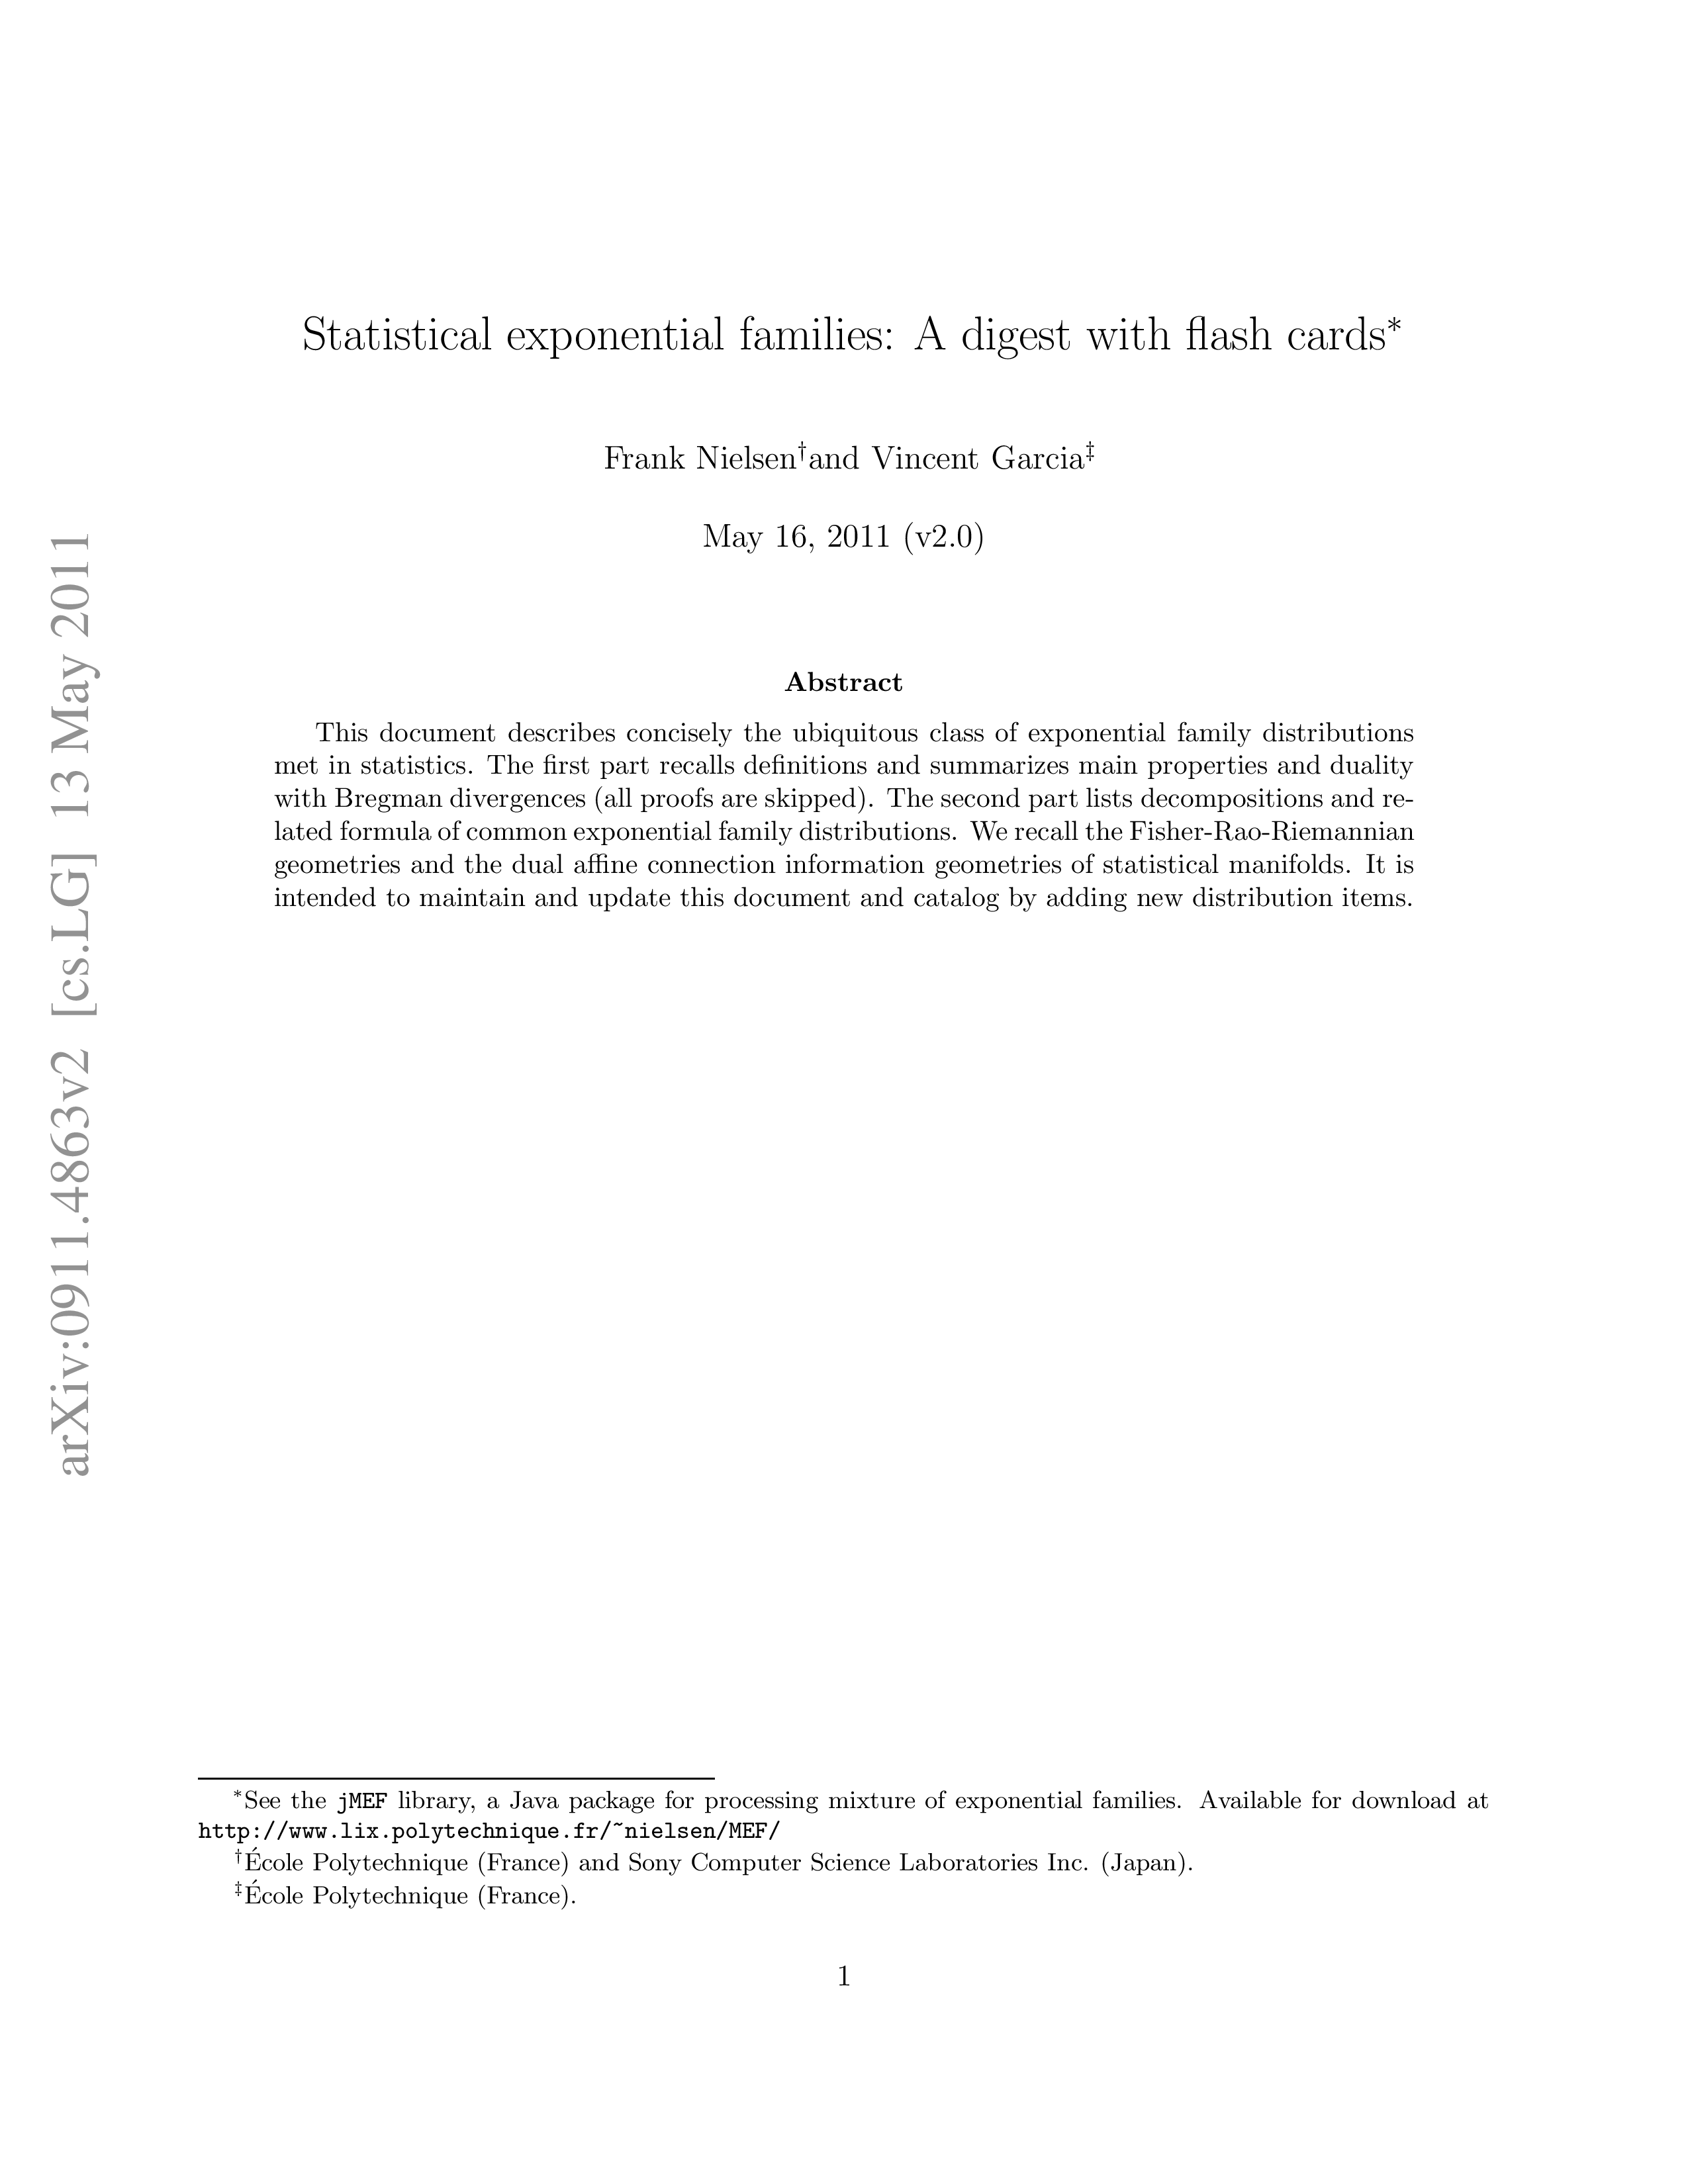 Statistical exponential families: A digest with flash cards*
Frank Nielsen†and Vincent Garcia‡
May 16, 2011 (v2.0)
Abstract
This document describes concisely the ubiquitous class of exponential family distributions
met in statistics. The first part recalls definitions and summarizes main properties and duality
with Bregman divergences (all proofs are skipped). The second part lists decompositions and re-
lated formula of common exponential family distributions. We recall the Fisher-Rao-Riemannian
geometries and the dual affine connection information geometries of statistical manifolds. It is
intended to maintain and update this document and catalog by adding new distribution items.
arXiv:0911.4863v2 [cs.LG] 13 May 2011
*See the jMEF library, a Java package for processing mixture of exponential families. Available for download at
http://www.lix.polytechnique.fr/~nielsen/MEF/
†École Polytechnique (France) and Sony Computer Science Laboratories Inc. (Japan).
‡École Polytechnique (France).
1